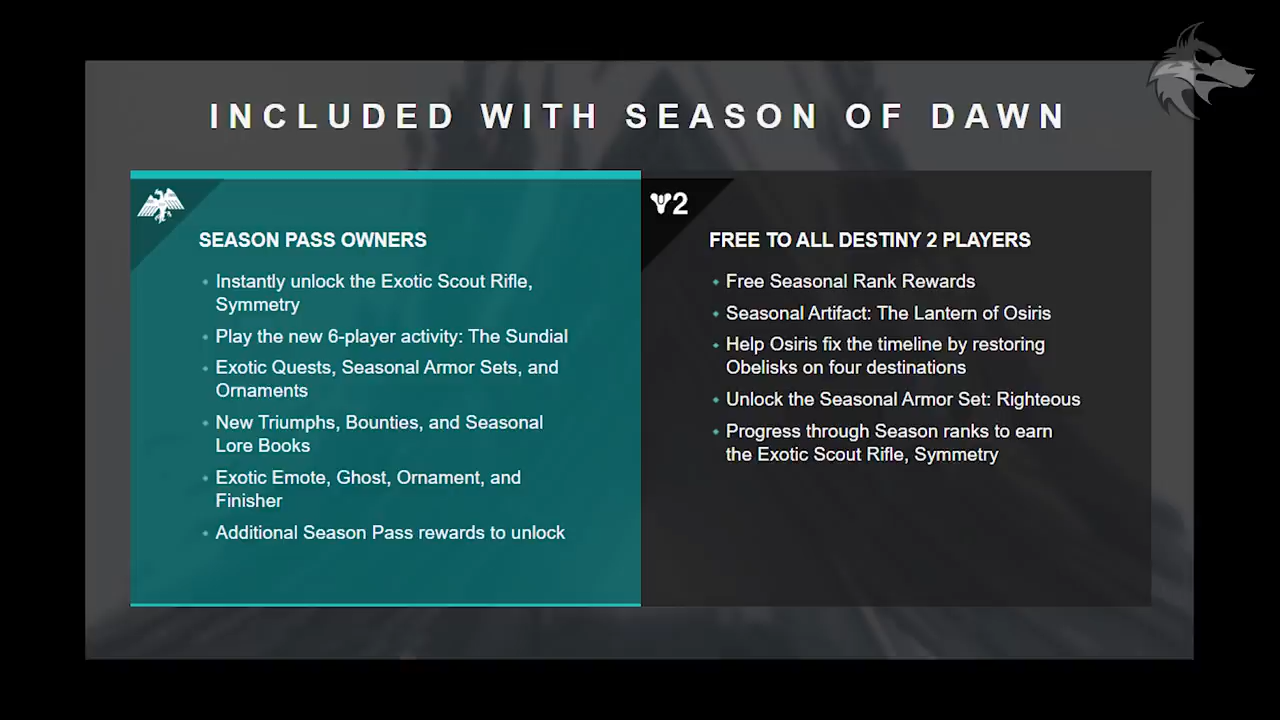 INCLUDED WITH SEASON OF DAWN
SEASON PASS OWNERS
• Instantly unlock the Exotic Scout Rifle,
Symmetry
• Play the new 6-player activity: The Sundial
• Exotic Quests, Seasonal Armor Sets, and
Ornaments
• New Triumphs, Bounties, and Seasonal
Lore Books
• Exotic Emote, Ghost, Ornament, and
Finisher
• Additional Season Pass rewards to unlock
2
FREE TO ALL DESTINY 2 PLAYERS
• Free Seasonal Rank Rewards
• Seasonal Artifact: The Lantern of Osiris
• Help Osiris fix the timeline by restoring
Obelisks on four destinations
• Unlock the Seasonal Armor Set: Righteous
• Progress through Season ranks to earn
the Exotic Scout Rifle, Symmetry